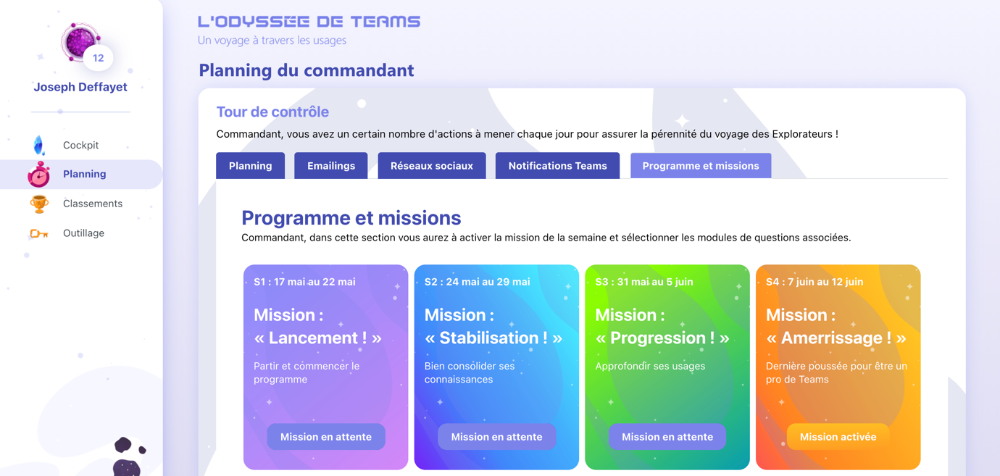 L'ODYSSÉE DE TEAMS
Un voyage à travers les usages
12
Joseph Deffayet
Cockpit
Planning
Classements
Outillage
Planning du commandant
Tour de contrôle
Commandant, vous avez un certain nombre d'actions à mener chaque jour pour assurer la pérennité du voyage des Explorateurs !
Planning
Emailings
Réseaux sociaux
Notifications Teams
Programme et missions
Programme et missions
Commandant, dans cette section vous aurez à activer la mission de la semaine et sélectionner les modules de questions associées.
S1 : 17 mai au 22 mai
Mission :
« Lancement ! »
Partir et commencer le
programme
Mission en attente
S2 : 24 mai au 29 mai
Mission :
« Stabilisation ! »
Bien consolider ses
connaissances
Mission en attente
S3 : 31 mai au 5 juin
Mission :
« Progression ! »
Approfondir ses usages
Mission en attente
S4 : 7 juin au 12 juin
Mission :
« Amerrissage ! »
Dernière poussée pour être un
pro de Teams
Mission activée